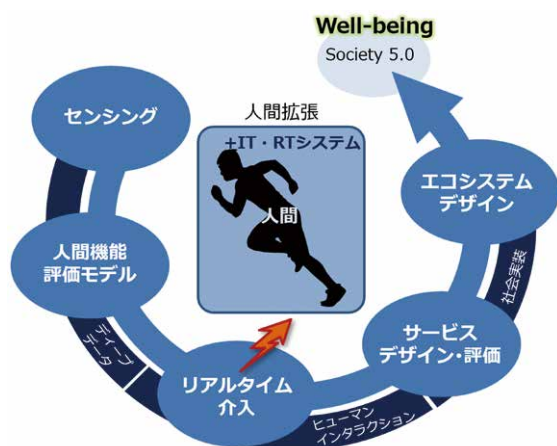 Well-being
Society 5.0
センシング
人間拡張
+IT・RTシステム
人間
エコシステム
デザイン
人間機能
評価モデル
社会実装
サービス
デザイン・評価
ディープ
データ
リアルタイム
介入
ヒューマン
インタラクション